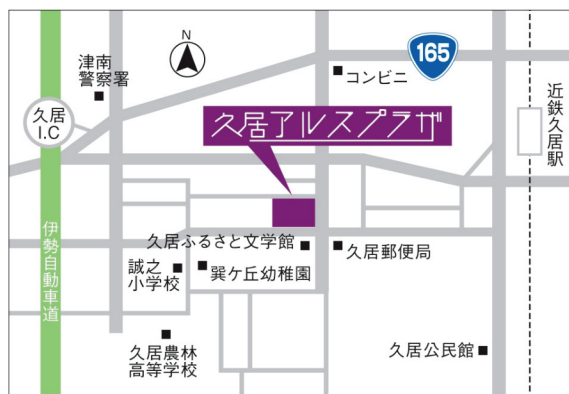 N
165
津南
警察署
コンビニ
久居
I.C
久居アルスプラザ
近鉄久居駅
伊勢自動車道
久居ふるさと文学館
久居郵便局
誠之
小学校
巽ケ丘幼稚園
久居農林
高等学校
久居公民館